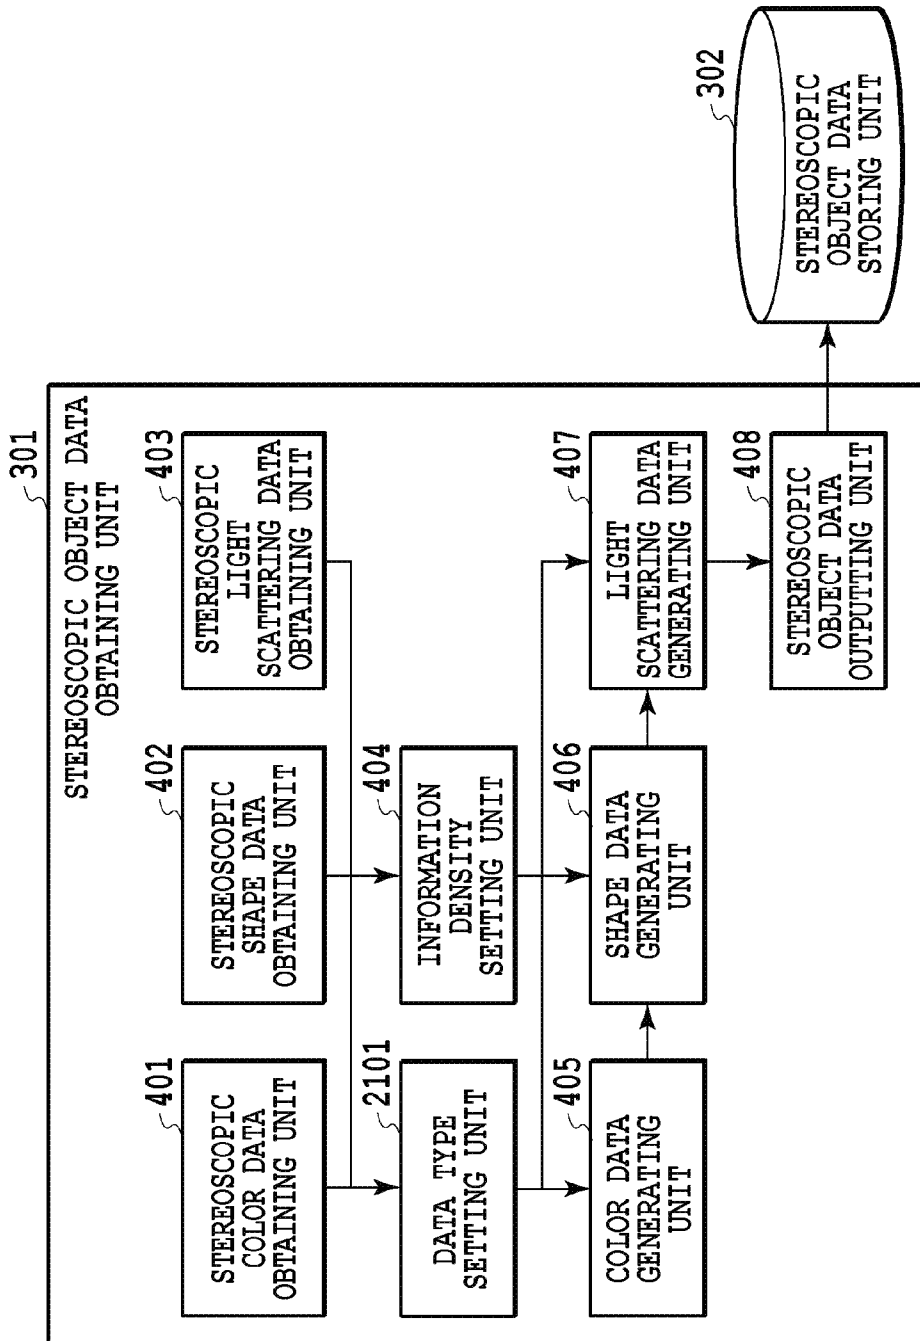 301
STEREOSCOPIC OBJECT DATA
OBTAINING UNIT
401
STEREOSCOPIC
COLOR DATA
OBTAINING UNIT
402
STEREOSCOPIC
SHAPE DATA
OBTAINING UNIT
403
STEREOSCOPIC
LIGHT
SCATTERING DATA
OBTAINING UNIT
2101
DATA TYPE
SETTING UNIT
404
INFORMATION
DENSITY
SETTING UNIT
405
COLOR DATA
GENERATING
UNIT
406
SHAPE DATA
GENERATING
UNIT
407
LIGHT
SCATTERING DATA
GENERATING UNIT
408
STEREOSCOPIC
OBJECT DATA
OUTPUTTING UNIT
302
STEREOSCOPIC
OBJECT DATA
STORING UNIT